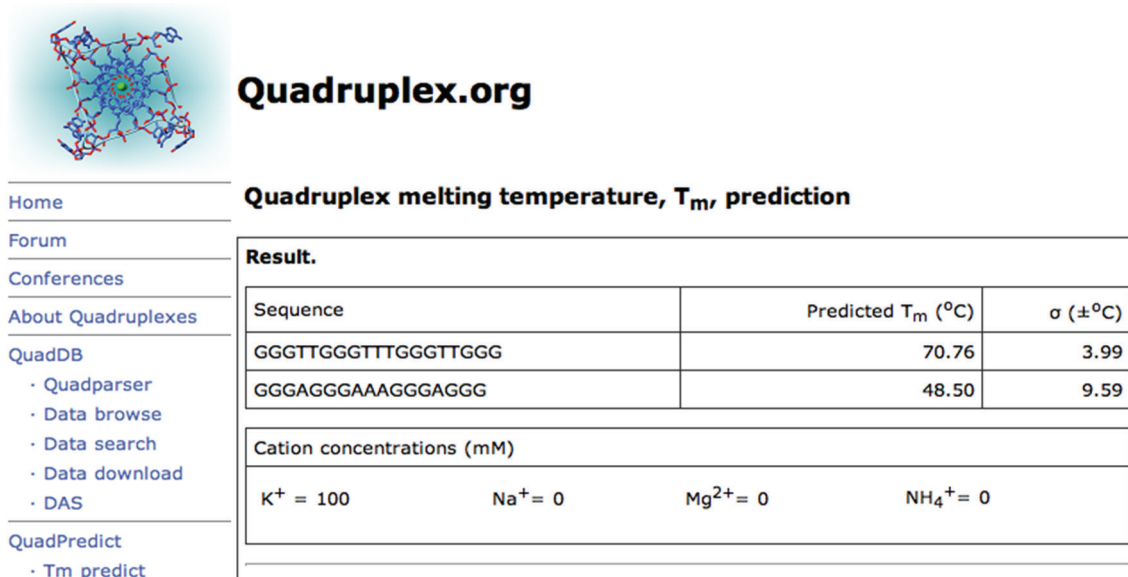 Quadruplex.org
Home
Forum
Conferences
About Quadruplexes
QuadDB
· Quadparser
· Data browse
· Data search
· Data download
· DAS
QuadPredict
· Tm predict
Quadruplex melting temperature, Tm, prediction
Result.
Sequence Predicted Tm (°C) σ (±°C)
GGGTTGGGTTTGGGTTGGG 70.76 3.99
GGGAGGGAAAGGGAGGG 48.50 9.59
Cation concentrations (mM)
K+ = 100 Na+= 0 Mg2+= 0 NH4+= 0